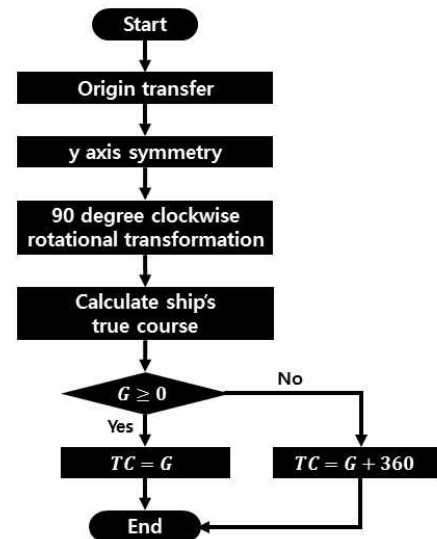 Start
Origin transfer
y axis symmetry
90 degree clockwise
rotational transformation
Calculate ship's
true course
G ≥ 0
No
Yes
TC = G
TC = G + 360
End